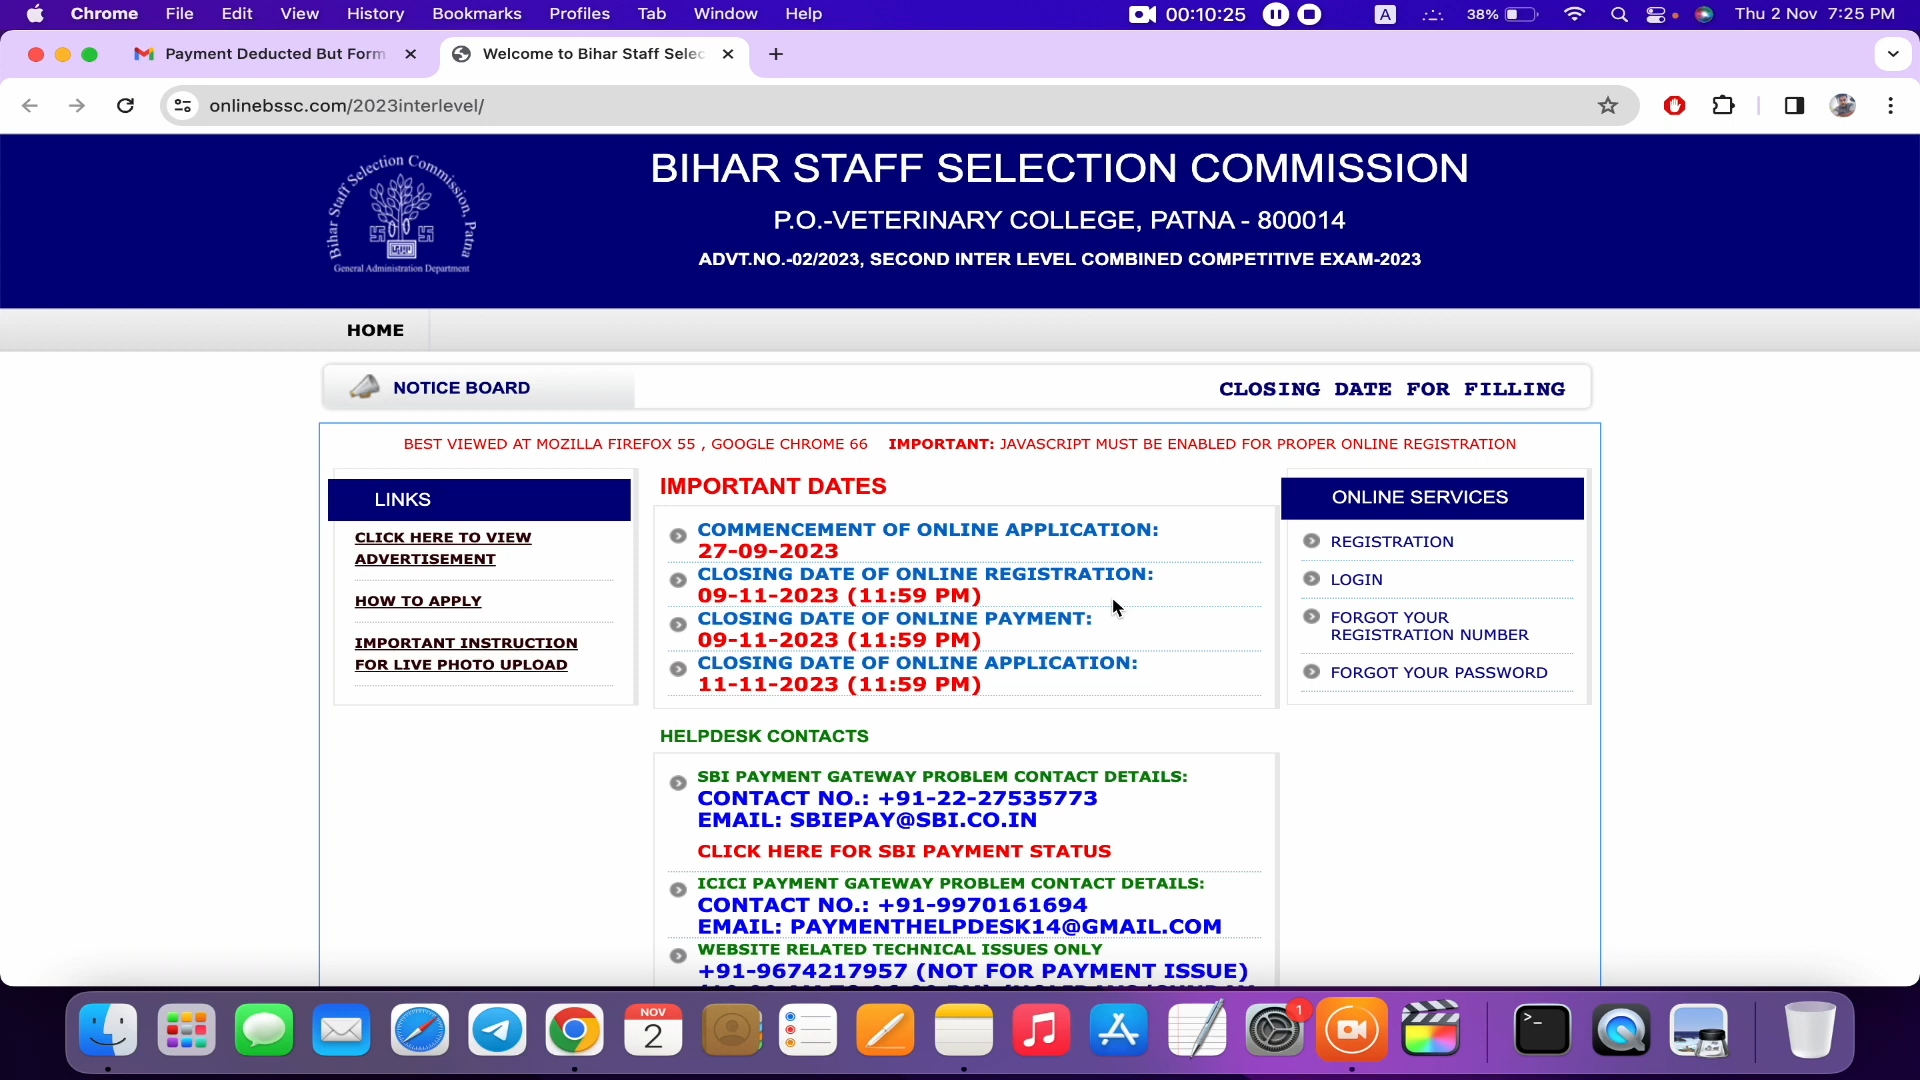 Chrome File Edit View History Bookmarks Profiles Tab Window Help 00:10:25 A 38% Thu 2 Nov 7:25 PM
Payment Deducted But Form Welcome to Bihar Staff Selec
onlinebssc.com/2023interlevel/
Bihar Staff Selection Commission, Patna
General Administration Department
BIHAR STAFF SELECTION COMMISSION
P.O.-VETERINARY COLLEGE, PATNA - 800014
ADVT.NO.-02/2023, SECOND INTER LEVEL COMBINED COMPETITIVE EXAM-2023
HOME
NOTICE BOARD CLOSING DATE FOR FILLING
BEST VIEWED AT MOZILLA FIREFOX 55 , GOOGLE CHROME 66 IMPORTANT: JAVASCRIPT MUST BE ENABLED FOR PROPER ONLINE REGISTRATION
LINKS
CLICK HERE TO VIEW
ADVERTISEMENT
HOW TO APPLY
IMPORTANT INSTRUCTION
FOR LIVE PHOTO UPLOAD
IMPORTANT DATES
COMMENCEMENT OF ONLINE APPLICATION:
27-09-2023
CLOSING DATE OF ONLINE REGISTRATION:
09-11-2023 (11:59 PM)
CLOSING DATE OF ONLINE PAYMENT:
09-11-2023 (11:59 PM)
CLOSING DATE OF ONLINE APPLICATION:
11-11-2023 (11:59 PM)
ONLINE SERVICES
REGISTRATION
LOGIN
FORGOT YOUR
REGISTRATION NUMBER
FORGOT YOUR PASSWORD
HELPDESK CONTACTS
SBI PAYMENT GATEWAY PROBLEM CONTACT DETAILS:
CONTACT NO.: +91-22-27535773
EMAIL: SBIEPAY@SBI.CO.IN
CLICK HERE FOR SBI PAYMENT STATUS
ICICI PAYMENT GATEWAY PROBLEM CONTACT DETAILS:
CONTACT NO.: +91-9970161694
EMAIL: PAYMENTHELPDESK14@GMAIL.COM
WEBSITE RELATED TECHNICAL ISSUES ONLY
+91-9674217957 (NOT FOR PAYMENT ISSUE)
NOV
2
1